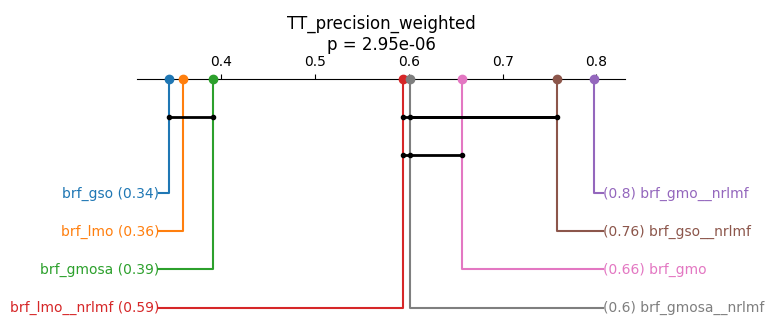 TT_precision_weighted
p = 2.95e-06
0.4 0.5 0.6 0.7 0.8
brf_gso (0.34) (0.8) brf_gmo__nrlmf
brf_lmo (0.36) (0.76) brf_gso__nrlmf
brf_gmosa (0.39) (0.66) brf_gmo
brf_lmo__nrlmf (0.59) (0.6) brf_gmosa__nrlmf